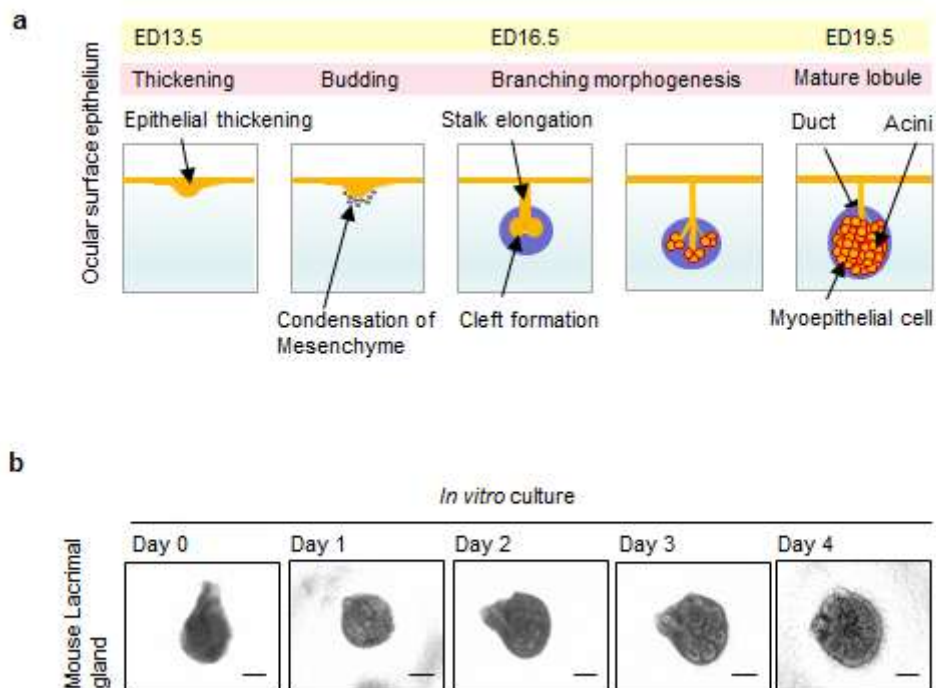 a
ED13.5 ED16.5 ED19.5
Thickening Budding Branching morphogenesis Mature lobule
Ocular surface epithelium
Epithelial thickening Stalk elongation Duct Acini
Condensation of Mesenchyme Cleft formation Myoepithelial cell
b
In vitro culture
Day 0 Day 1 Day 2 Day 3 Day 4
Mouse Lacrimal
gland